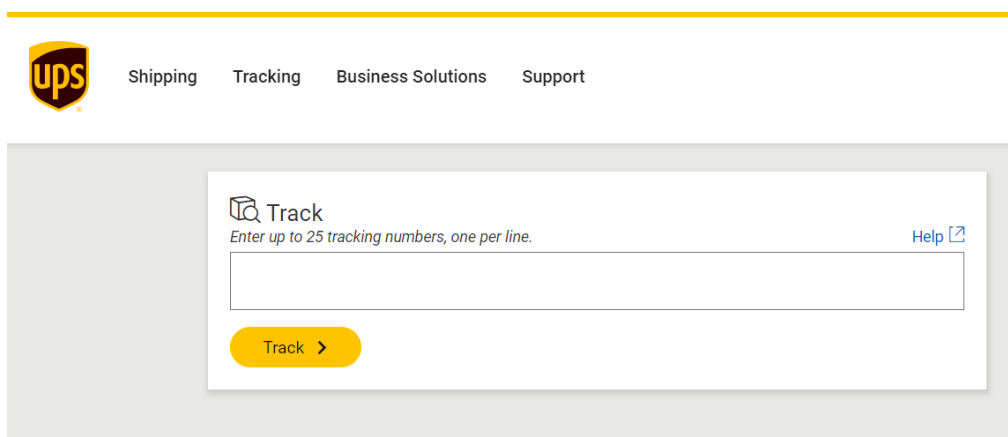 ups
Shipping Tracking Business Solutions Support
Track
Enter up to 25 tracking numbers, one per line.
Help
Track